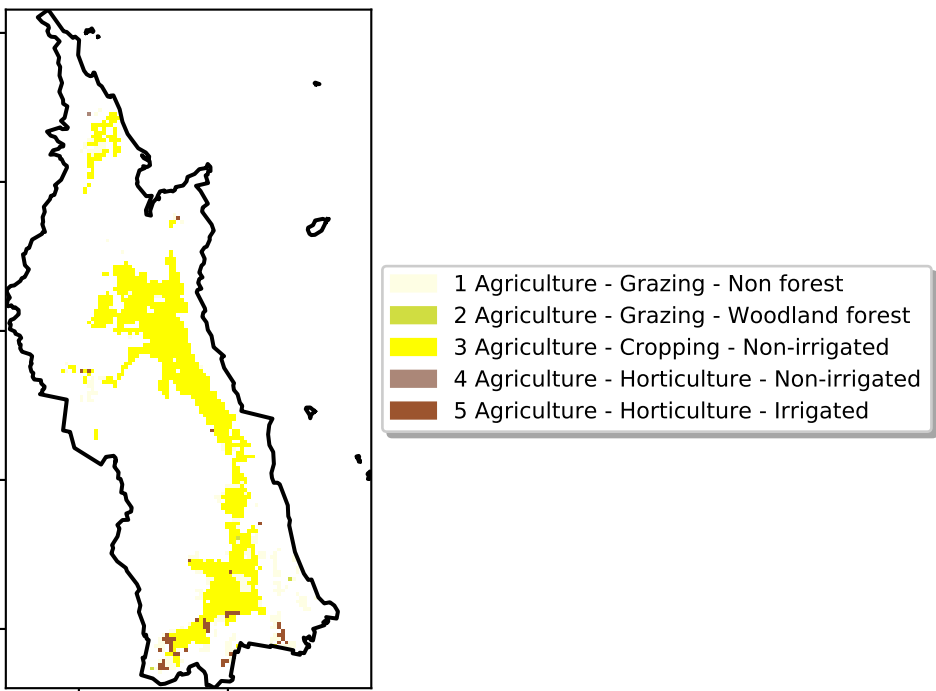 1 Agriculture - Grazing - Non forest
2 Agriculture - Grazing - Woodland forest
3 Agriculture - Cropping - Non-irrigated
4 Agriculture - Horticulture - Non-irrigated
5 Agriculture - Horticulture - Irrigated